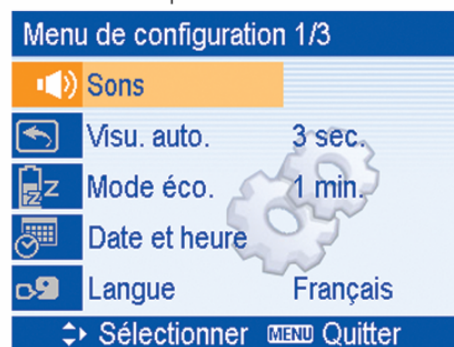 Menu de configuration 1/3
Sons
Visu. auto. 3 sec.
Mode éco. 1 min.
Date et heure
Langue Français
Sélectionner MENU Quitter